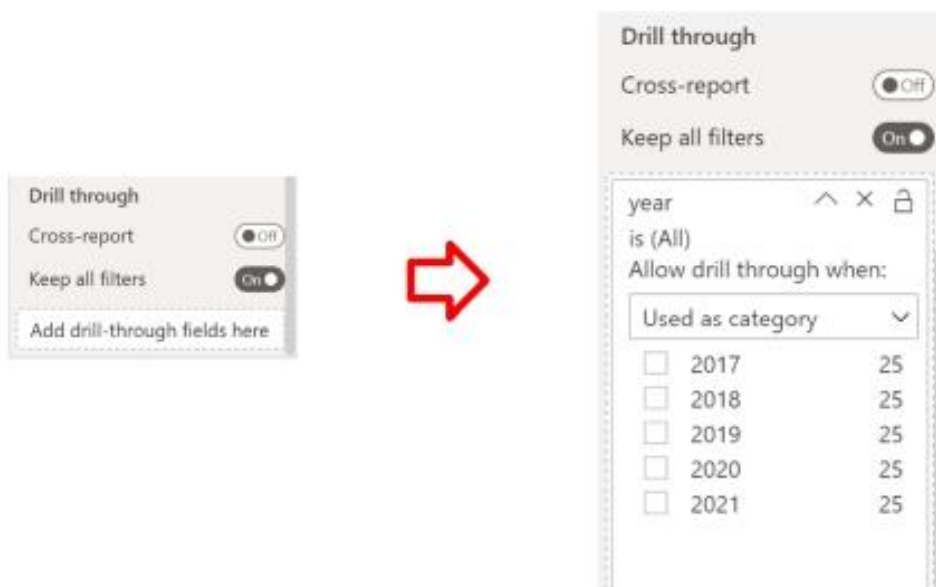 Drill through
Cross-report Off
Keep all filters On
Add drill-through fields here
Drill through
Cross-report Off
Keep all filters On
year
is (All)
Allow drill through when:
Used as category
2017 25
2018 25
2019 25
2020 25
2021 25